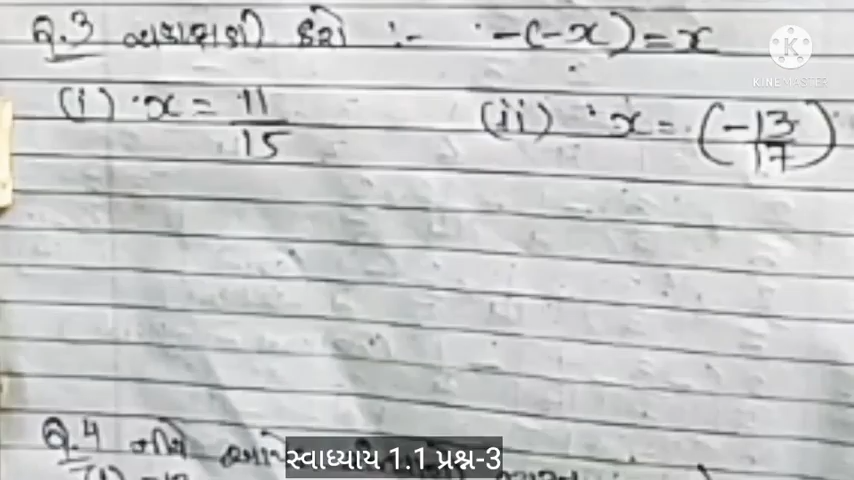 Q.3 ચકાસણી કરો :- -(-x) = x
KINEMASTER
(i) x = 11/15 (ii) x = (-13/17)
Q.4 નીચે
સ્વાધ્યાય 1.1 પ્રશ્ન-3